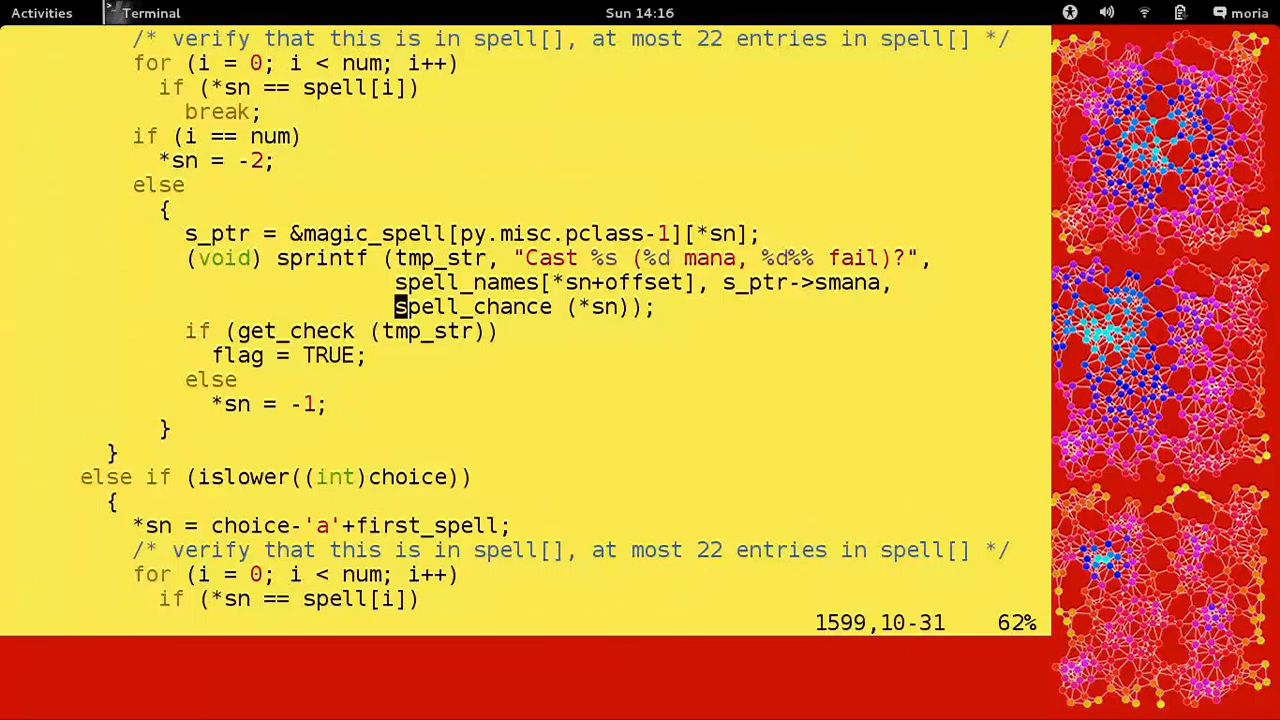 Activities Terminal Sun 14:16 moria
/* verify that this is in spell[], at most 22 entries in spell[] */
for (i = 0; i < num; i++)
if (*sn == spell[i])
break;
if (i == num)
*sn = -2;
else
{
s_ptr = &magic_spell[py.misc.pclass-1][*sn];
(void) sprintf (tmp_str, "Cast %s (%d mana, %d%% fail)?",
spell_names[*sn+offset], s_ptr->smana,
spell_chance (*sn));
if (get_check (tmp_str))
flag = TRUE;
else
*sn = -1;
}
}
else if (islower((int)choice))
{
*sn = choice-'a'+first_spell;
/* verify that this is in spell[], at most 22 entries in spell[] */
for (i = 0; i < num; i++)
if (*sn == spell[i])
1599,10-31 62%